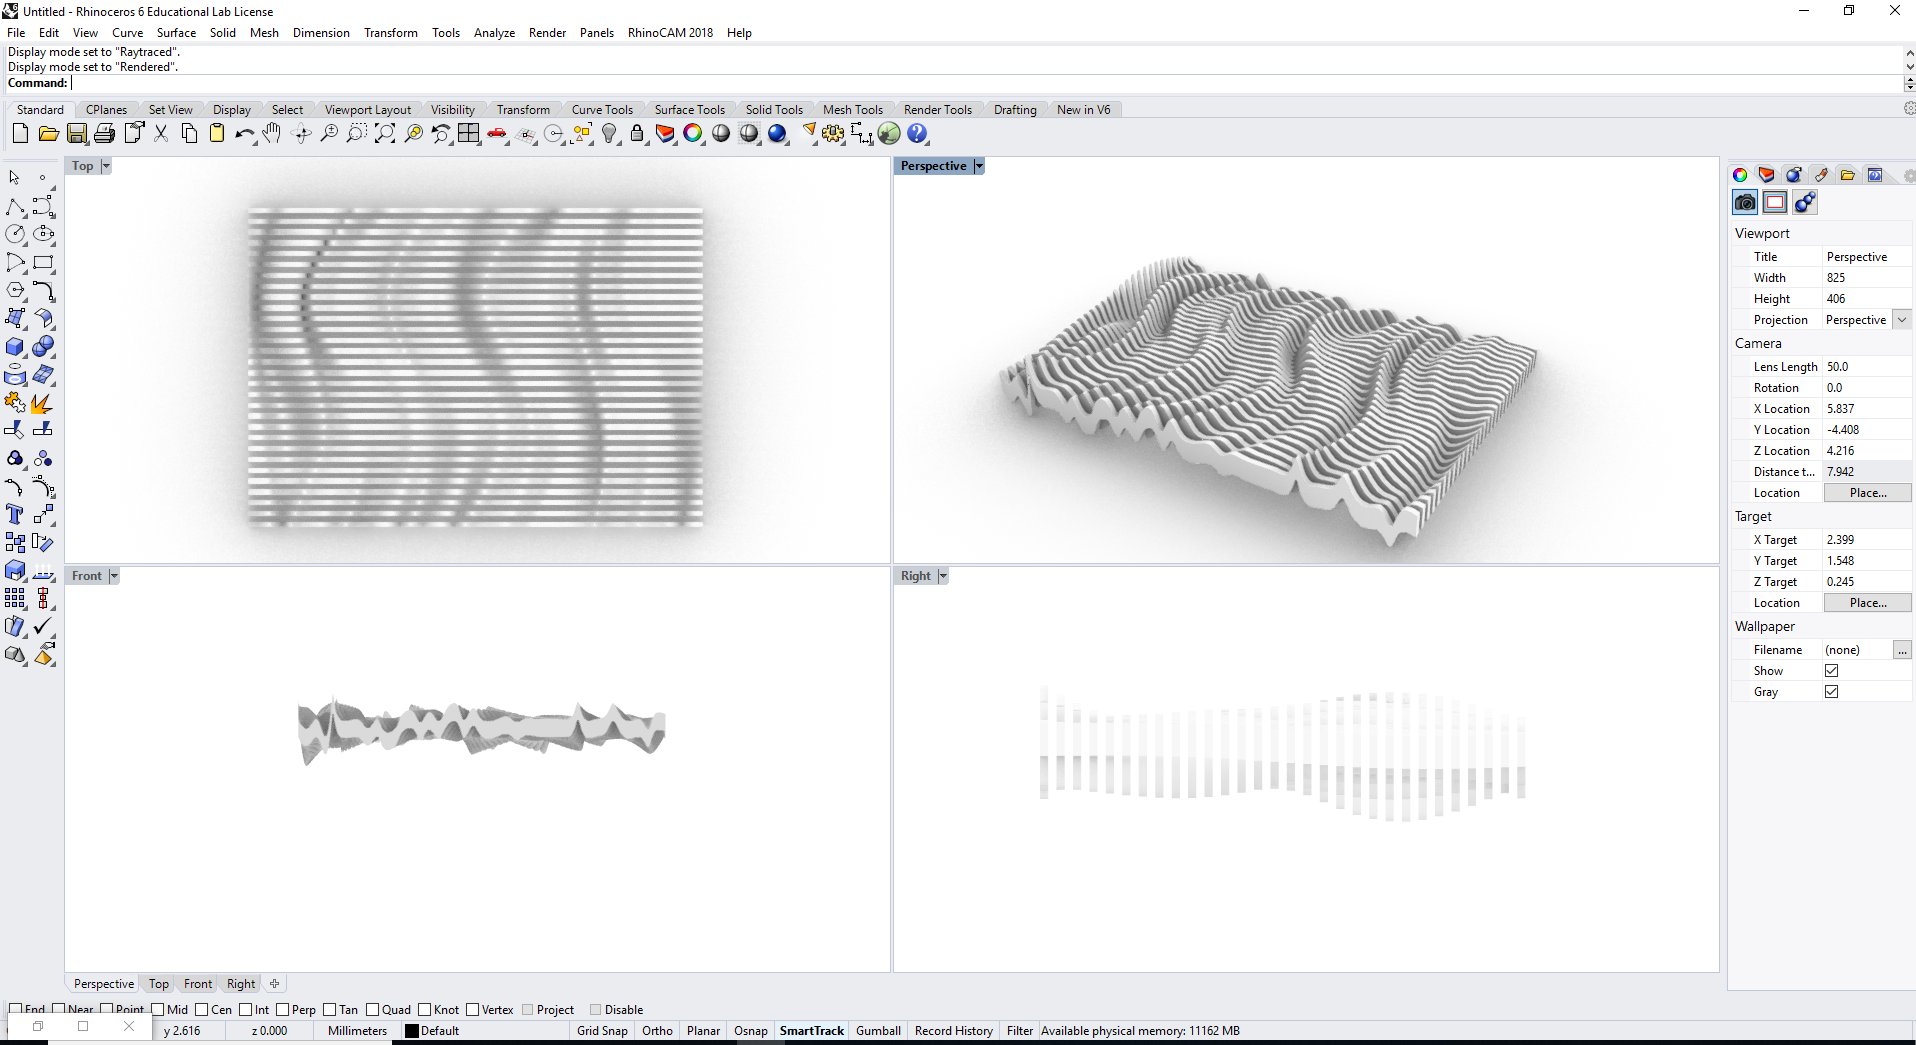 Untitled - Rhinoceros 6 Educational Lab License
File Edit View Curve Surface Solid Mesh Dimension Transform Tools Analyze Render Panels RhinoCAM 2018 Help
Display mode set to "Raytraced".
Display mode set to "Rendered".
Command:
Standard CPlanes Set View Display Select Viewport Layout Visibility Transform Curve Tools Surface Tools Solid Tools Mesh Tools Render Tools Drafting New in V6
Top
Perspective
Front
Right
Viewport
Title Perspective
Width 825
Height 406
Projection Perspective
Camera
Lens Length 50.0
Rotation 0.0
X Location 5.837
Y Location -4.408
Z Location 4.216
Distance t... 7.942
Location Place...
Target
X Target 2.399
Y Target 1.548
Z Target 0.245
Location Place...
Wallpaper
Filename (none) ...
Show
Gray
Perspective Top Front Right
End Near Point Mid Cen Int Perp Tan Quad Knot Vertex Project Disable
y 2.616 z 0.000 Millimeters Default Grid Snap Ortho Planar Osnap SmartTrack Gumball Record History Filter Available physical memory: 11162 MB